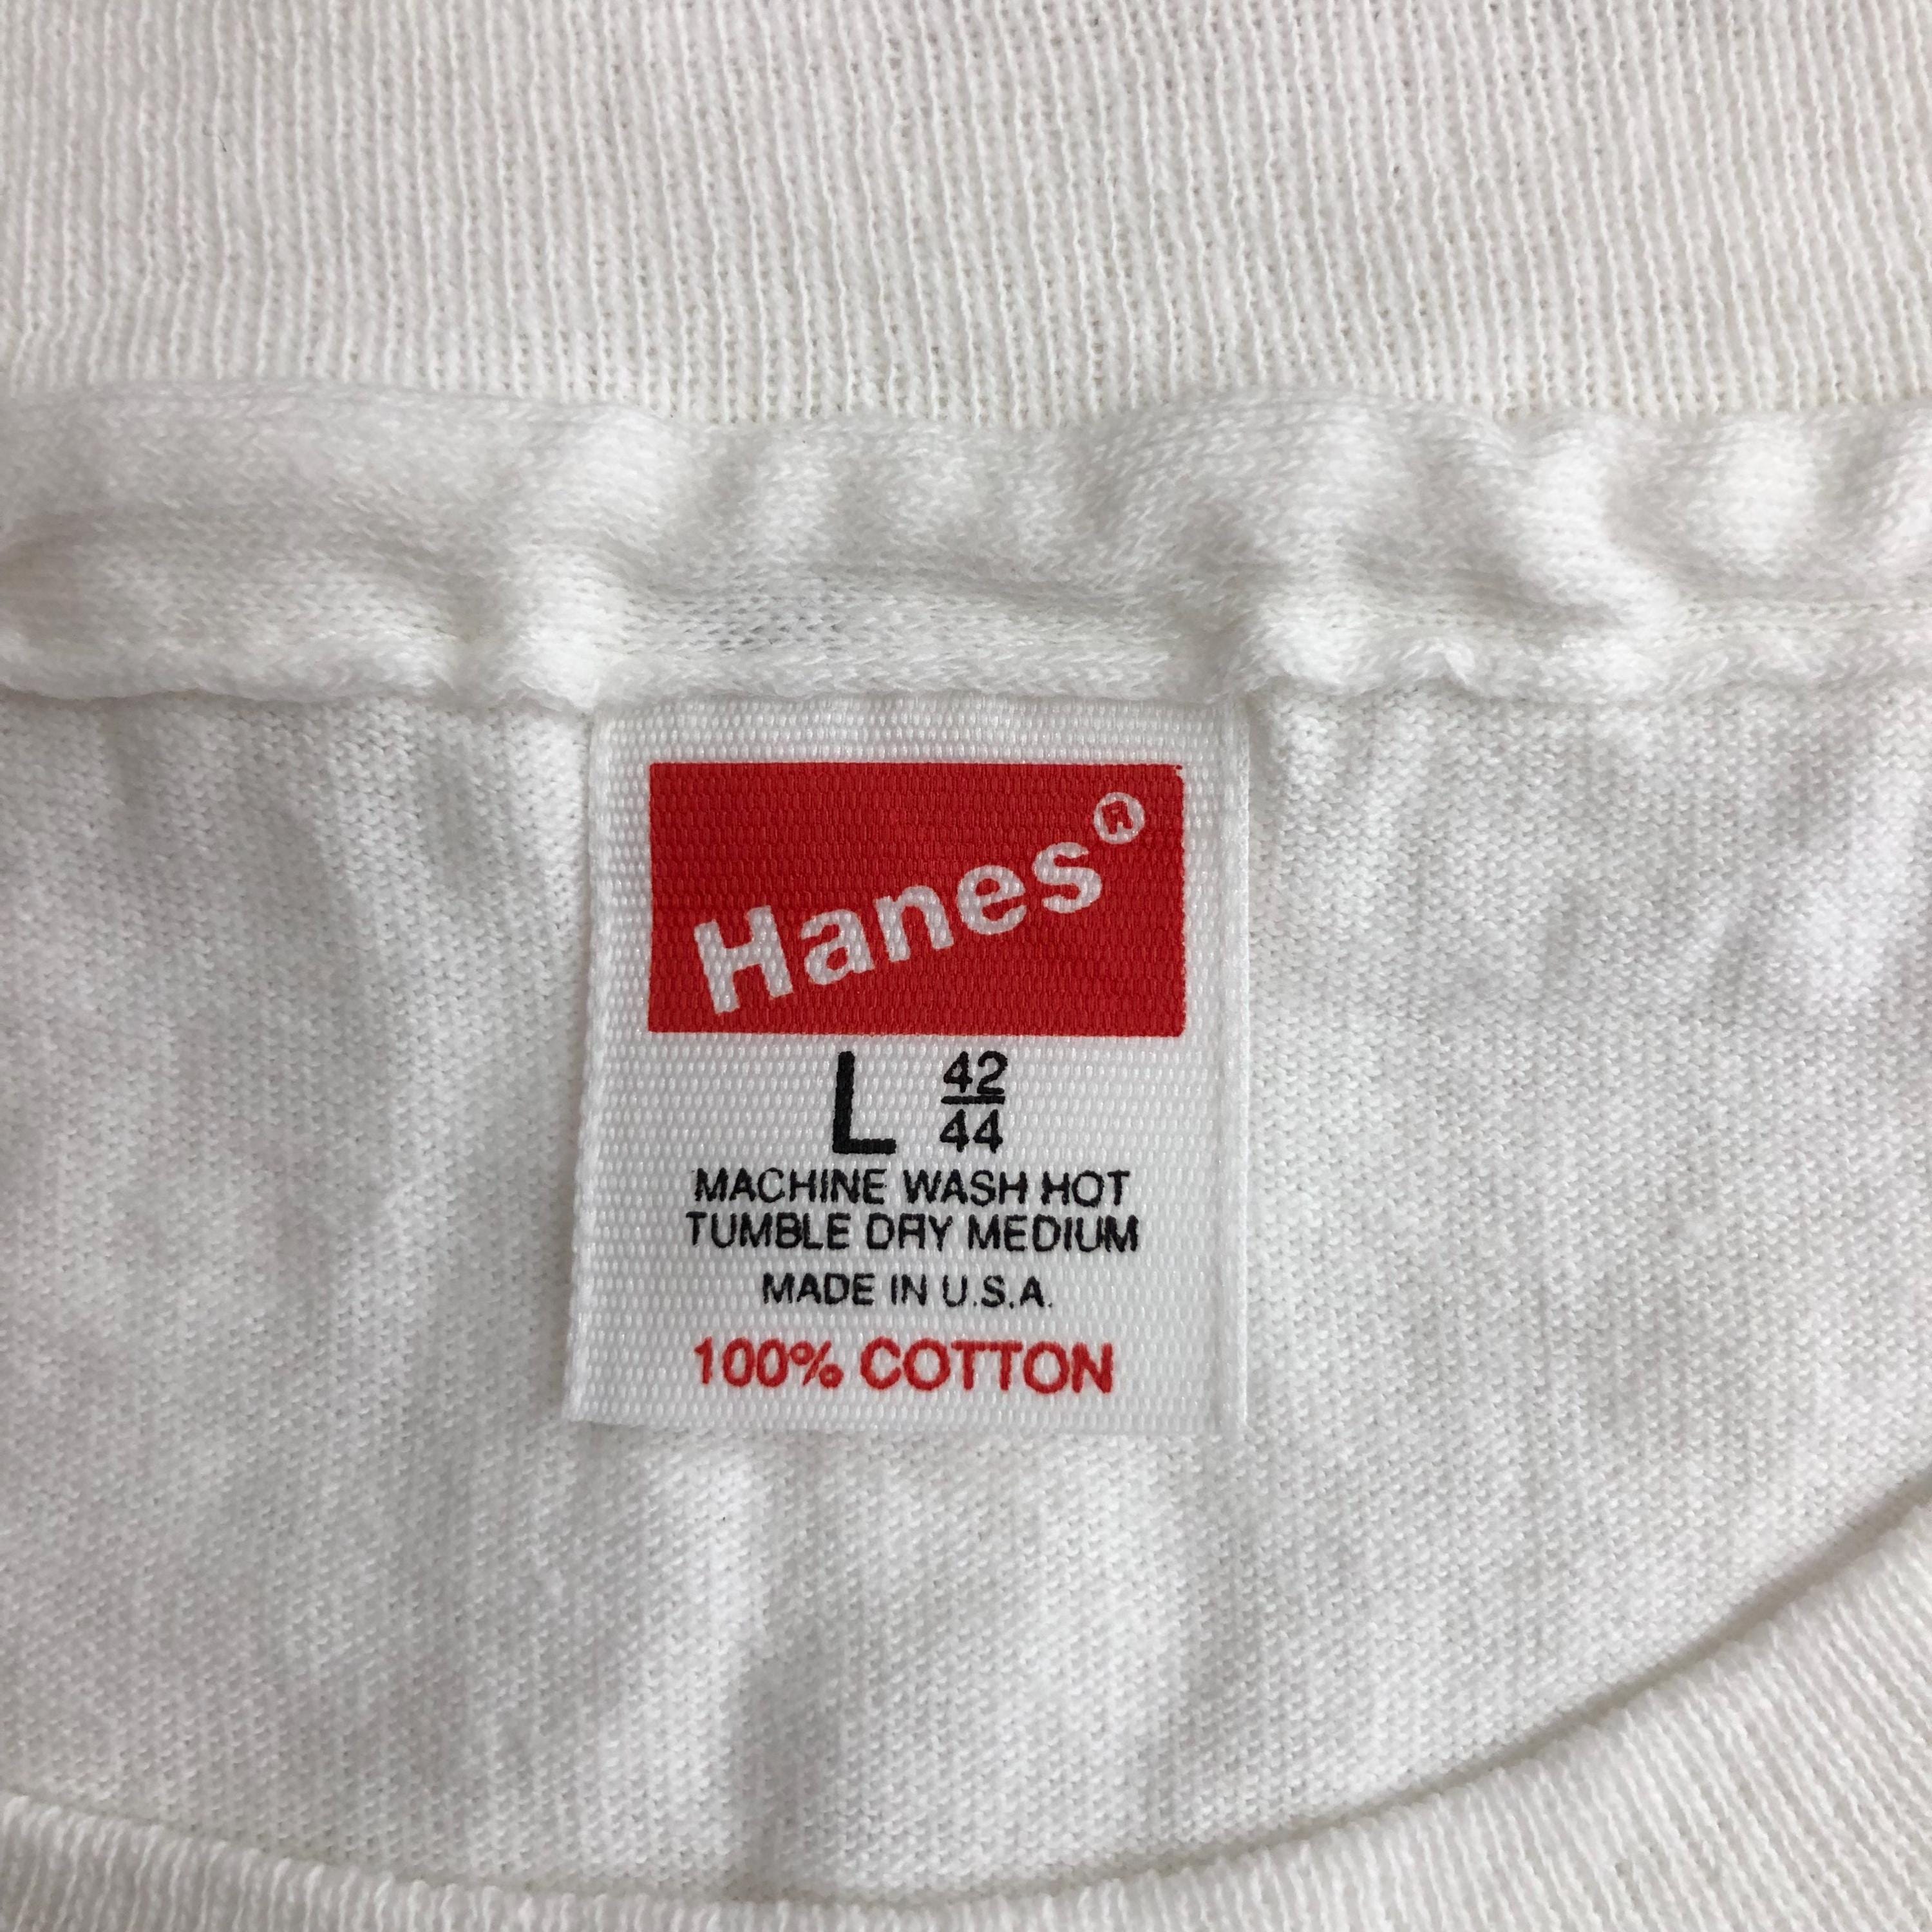 Hanes®
L 42/44
MACHINE WASH HOT
TUMBLE DRY MEDIUM
MADE IN U.S.A.
100% COTTON